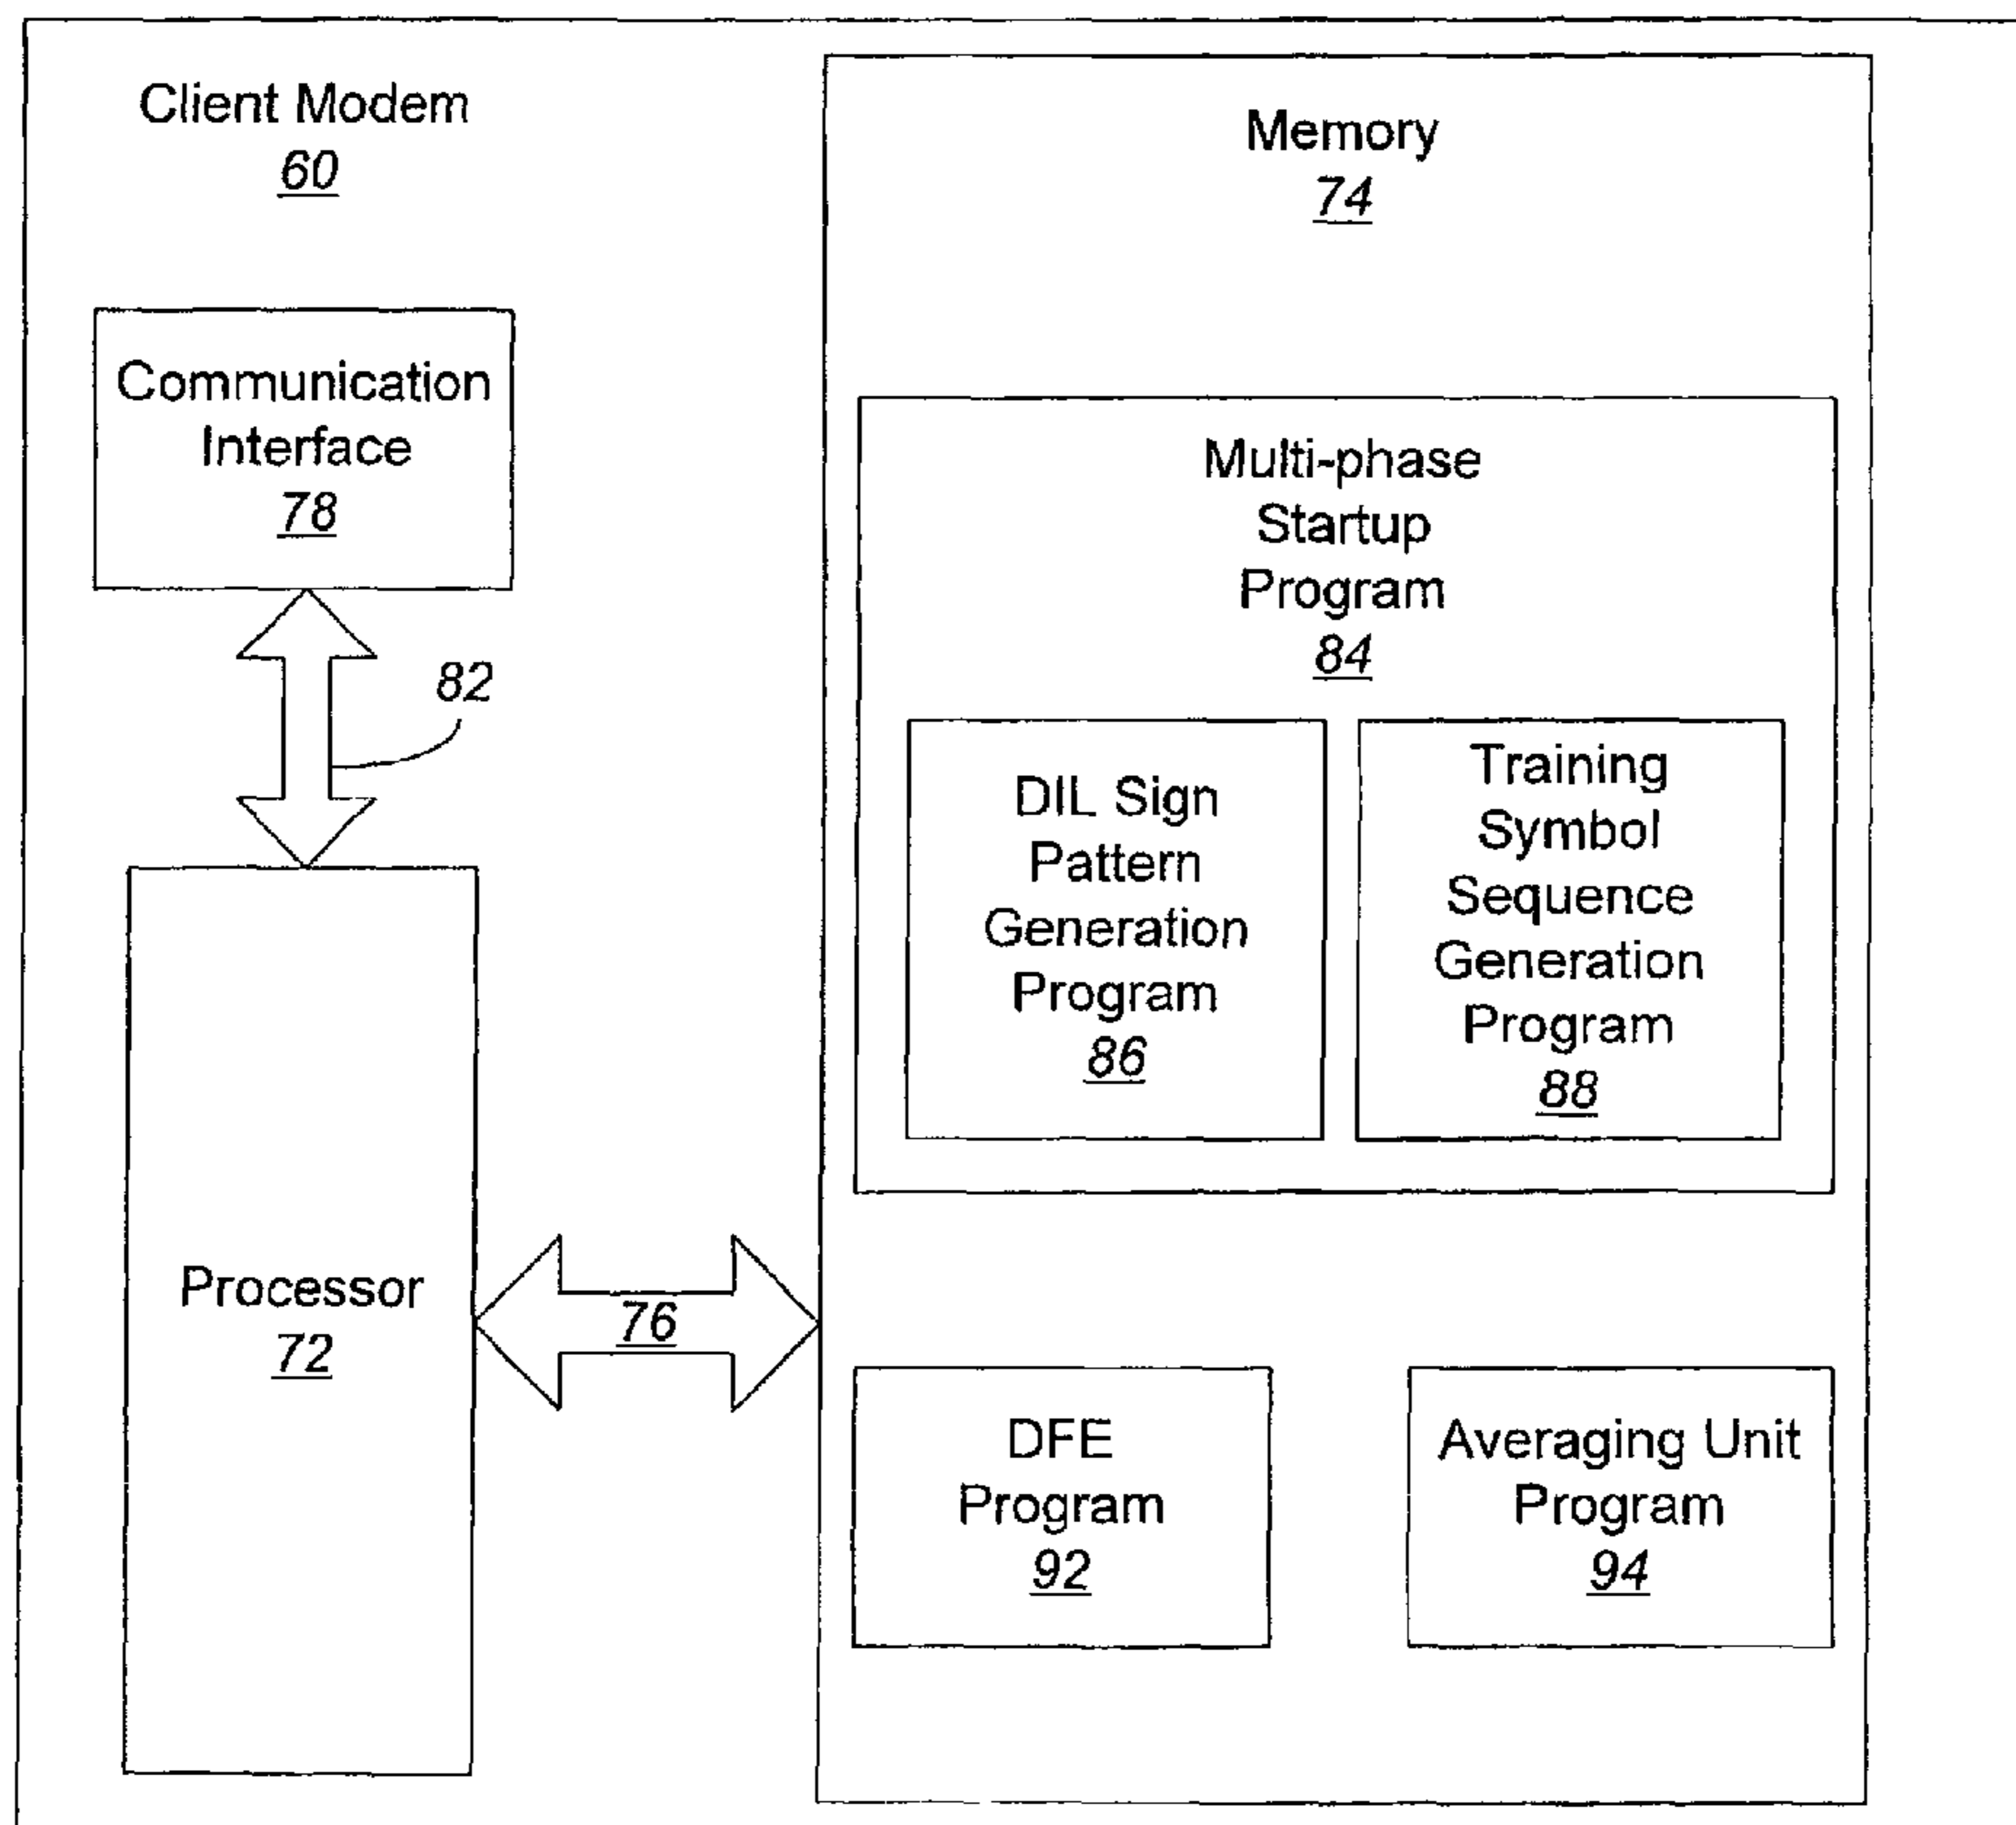 Client Modem
60
Memory
74
Communication
Interface
78
82
Multi-phase
Startup
Program
84
DIL Sign
Pattern
Generation
Program
86
Training
Symbol
Sequence
Generation
Program
88
Processor
72
76
DFE
Program
92
Averaging Unit
Program
94